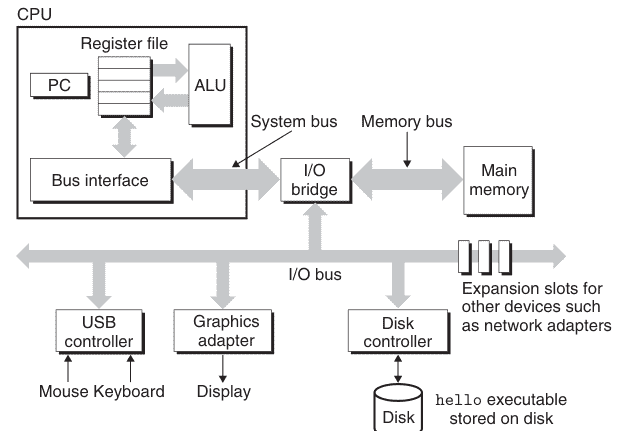 CPU
Register file
PC
ALU
System bus
Memory bus
Bus interface
I/O
bridge
Main
memory
I/O bus
Expansion slots for
other devices such
as network adapters
USB
controller
Graphics
adapter
Disk
controller
Mouse Keyboard
Display
Disk
hello executable
stored on disk